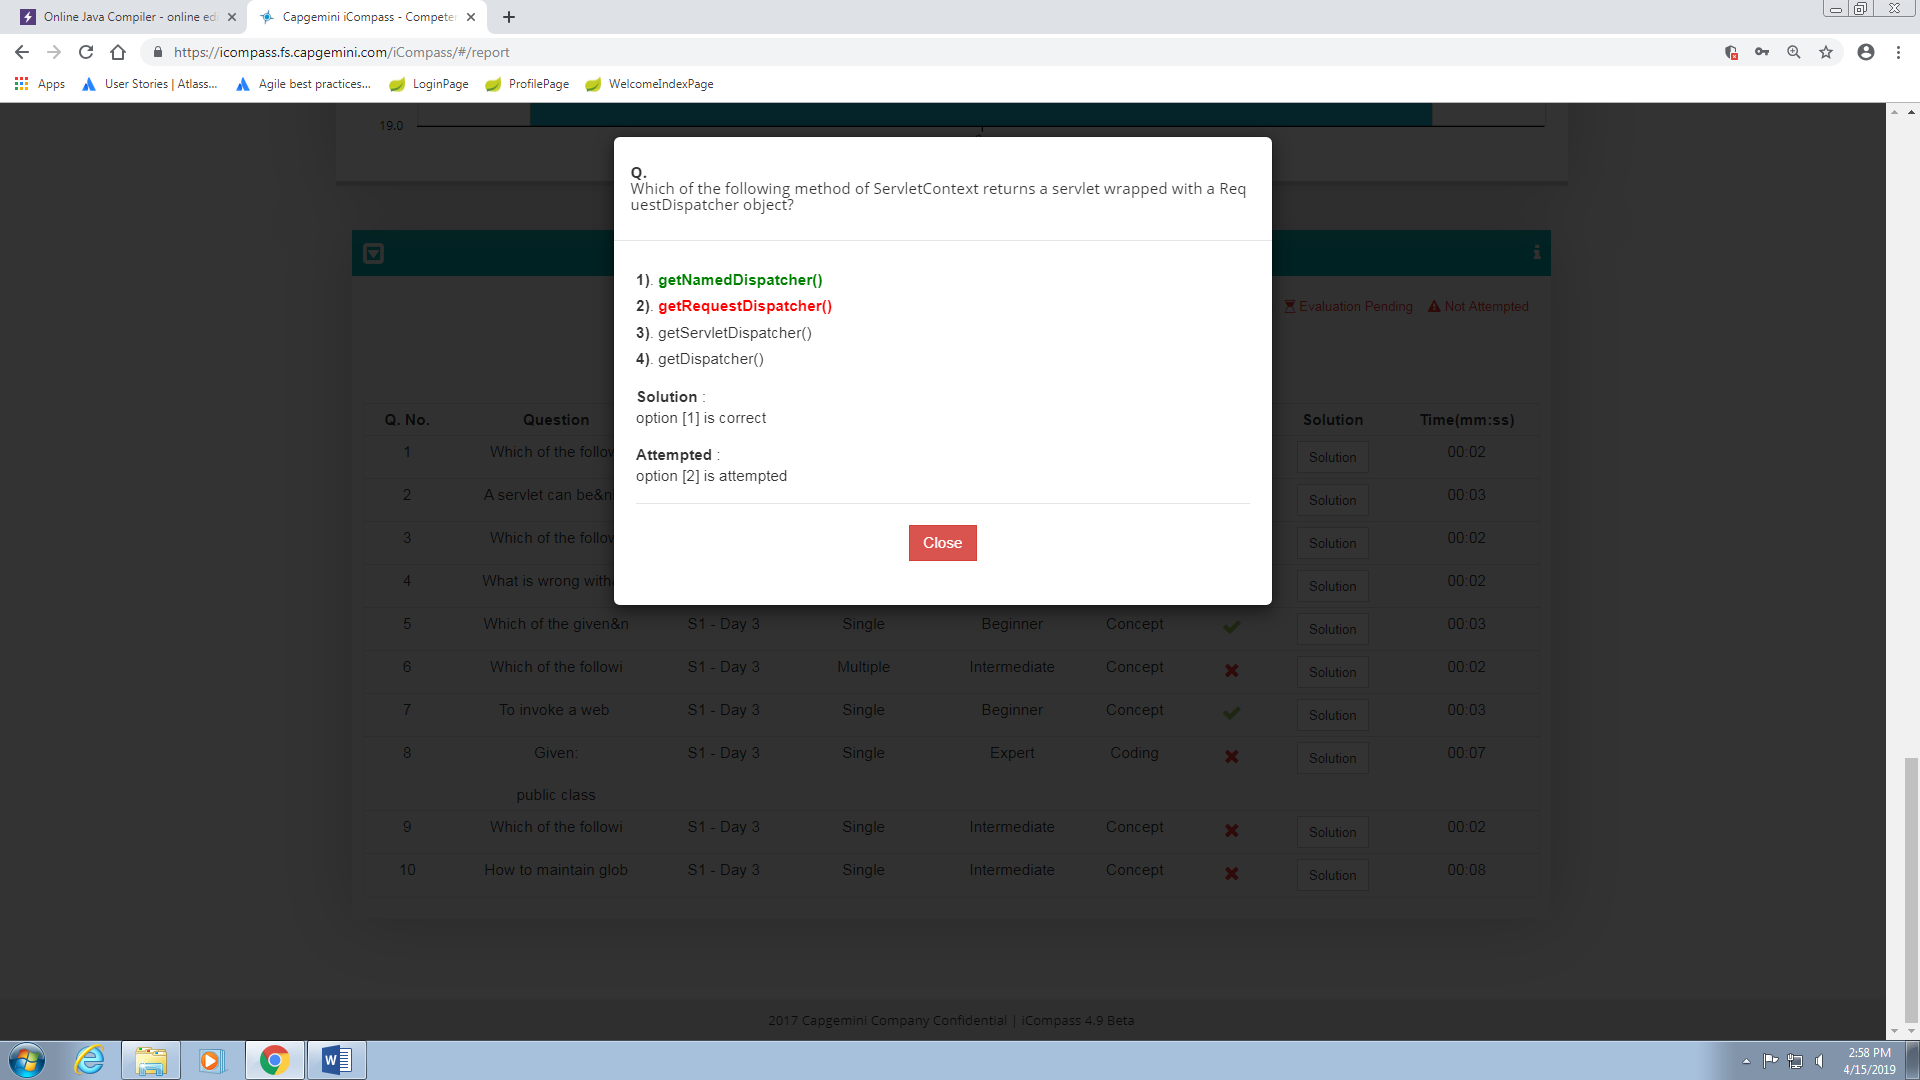 Online Java Compiler - online edi
Capgemini iCompass - Competen
https://icompass.fs.capgemini.com/iCompass/#/report
Apps
User Stories | Atlass...
Agile best practices...
LoginPage
ProfilePage
WelcomeIndexPage
19.0
Q.
Which of the following method of ServletContext returns a servlet wrapped with a Req
uestDispatcher object?
1). getNamedDispatcher()
2). getRequestDispatcher()
3). getServletDispatcher()
4). getDispatcher()
Solution :
option [1] is correct
Attempted :
option [2] is attempted
Close
Evaluation Pending Not Attempted
Q. No. Question Solution Time(mm:ss)
1 Which of the follow Solution 00:02
2 A servlet can be&n Solution 00:03
3 Which of the follow Solution 00:02
4 What is wrong with Solution 00:02
5 Which of the given&n S1 - Day 3 Single Beginner Concept Solution 00:03
6 Which of the followi S1 - Day 3 Multiple Intermediate Concept Solution 00:02
7 To invoke a web S1 - Day 3 Single Beginner Concept Solution 00:03
8 Given: S1 - Day 3 Single Expert Coding Solution 00:07
public class
9 Which of the followi S1 - Day 3 Single Intermediate Concept Solution 00:02
10 How to maintain glob S1 - Day 3 Single Intermediate Concept Solution 00:08
2017 Capgemini Company Confidential | iCompass 4.9 Beta
2:58 PM
4/15/2019